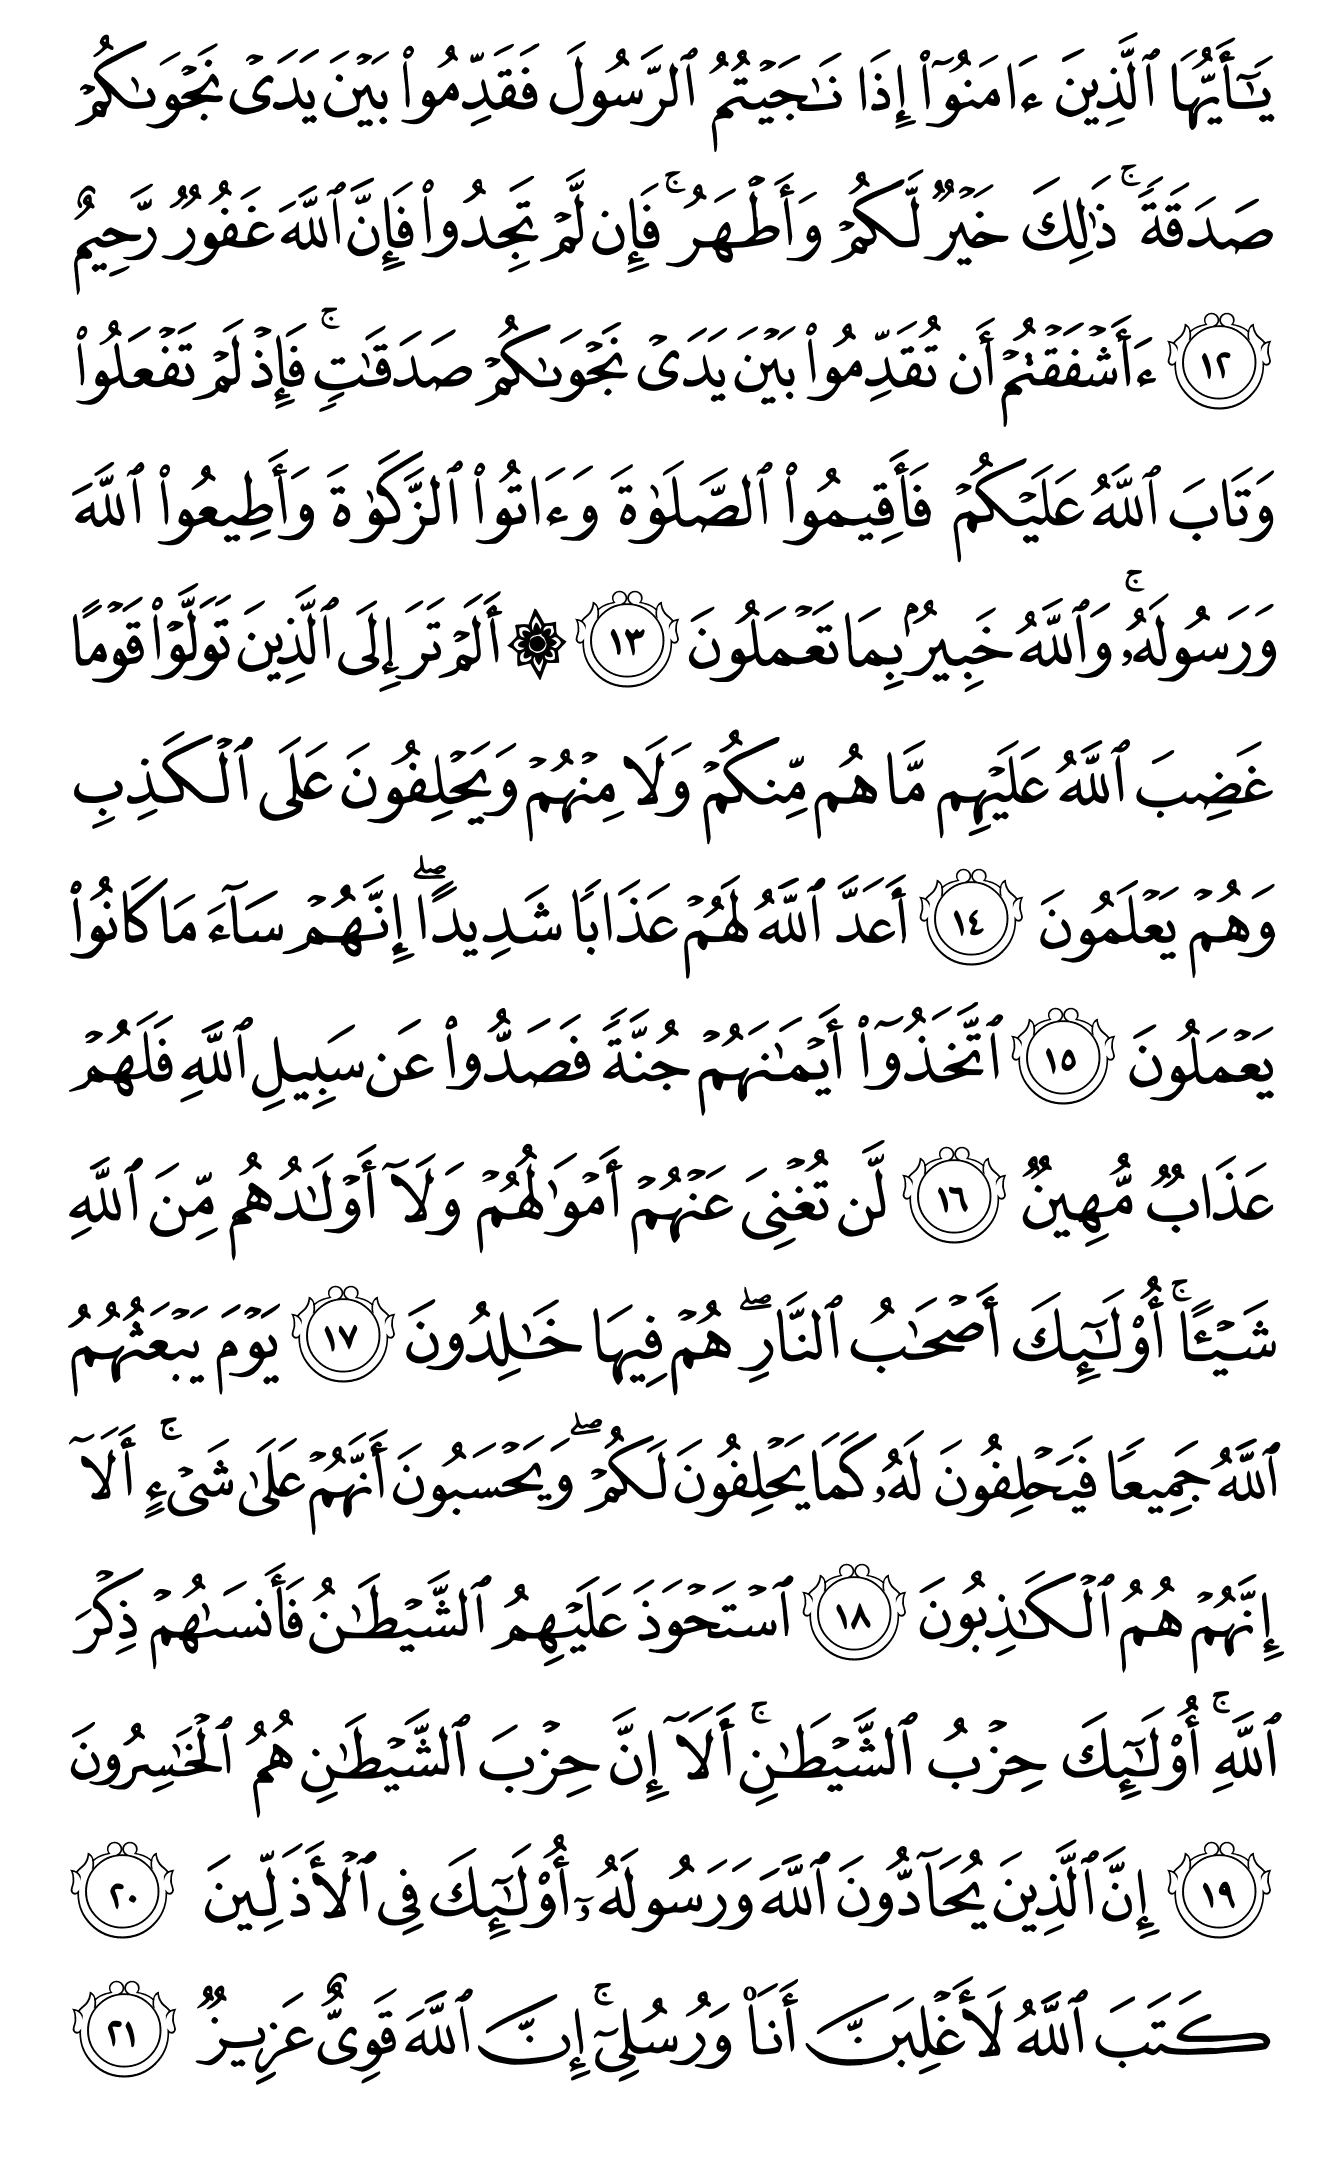 يَـٰٓأَيُّهَا ٱلَّذِينَ ءَامَنُوٓا۟ إِذَا نَـٰجَيْتُمُ ٱلرَّسُولَ فَقَدِّمُوا۟ بَيْنَ يَدَىْ نَجْوَىٰكُمْ
صَدَقَةً ۚ ذَٰلِكَ خَيْرٌ لَّكُمْ وَأَطْهَرُ ۚ فَإِن لَّمْ تَجِدُوا۟ فَإِنَّ ٱللَّهَ غَفُورٌ رَّحِيمٌ
١٢ ءَأَشْفَقْتُمْ أَن تُقَدِّمُوا۟ بَيْنَ يَدَىْ نَجْوَىٰكُمْ صَدَقَـٰتٍ ۚ فَإِذْ لَمْ تَفْعَلُوا۟
وَتَابَ ٱللَّهُ عَلَيْكُمْ فَأَقِيمُوا۟ ٱلصَّلَوٰةَ وَءَاتُوا۟ ٱلزَّكَوٰةَ وَأَطِيعُوا۟ ٱللَّهَ
وَرَسُولَهُۥ ۚ وَٱللَّهُ خَبِيرٌۢ بِمَا تَعْمَلُونَ ١٣ ۞ أَلَمْ تَرَ إِلَى ٱلَّذِينَ تَوَلَّوْا۟ قَوْمًا
غَضِبَ ٱللَّهُ عَلَيْهِم مَّا هُم مِّنكُمْ وَلَا مِنْهُمْ وَيَحْلِفُونَ عَلَى ٱلْكَذِبِ
وَهُمْ يَعْلَمُونَ ١٤ أَعَدَّ ٱللَّهُ لَهُمْ عَذَابًا شَدِيدًا ۖ إِنَّهُمْ سَآءَ مَا كَانُوا۟
يَعْمَلُونَ ١٥ ٱتَّخَذُوٓا۟ أَيْمَـٰنَهُمْ جُنَّةً فَصَدُّوا۟ عَن سَبِيلِ ٱللَّهِ فَلَهُمْ
عَذَابٌ مُّهِينٌ ١٦ لَّن تُغْنِىَ عَنْهُمْ أَمْوَٰلُهُمْ وَلَآ أَوْلَـٰدُهُم مِّنَ ٱللَّهِ
شَيْـًٔا ۚ أُو۟لَـٰٓئِكَ أَصْحَـٰبُ ٱلنَّارِ ۖ هُمْ فِيهَا خَـٰلِدُونَ ١٧ يَوْمَ يَبْعَثُهُمُ
ٱللَّهُ جَمِيعًا فَيَحْلِفُونَ لَهُۥ كَمَا يَحْلِفُونَ لَكُمْ ۖ وَيَحْسَبُونَ أَنَّهُمْ عَلَىٰ شَىْءٍ ۚ أَلَآ
إِنَّهُمْ هُمُ ٱلْكَـٰذِبُونَ ١٨ ٱسْتَحْوَذَ عَلَيْهِمُ ٱلشَّيْطَـٰنُ فَأَنسَىٰهُمْ ذِكْرَ
ٱللَّهِ ۚ أُو۟لَـٰٓئِكَ حِزْبُ ٱلشَّيْطَـٰنِ ۚ أَلَآ إِنَّ حِزْبَ ٱلشَّيْطَـٰنِ هُمُ ٱلْخَـٰسِرُونَ
١٩ إِنَّ ٱلَّذِينَ يُحَآدُّونَ ٱللَّهَ وَرَسُولَهُۥٓ أُو۟لَـٰٓئِكَ فِى ٱلْأَذَلِّينَ ٢٠
كَتَبَ ٱللَّهُ لَأَغْلِبَنَّ أَنَا۠ وَرُسُلِىٓ ۚ إِنَّ ٱللَّهَ قَوِىٌّ عَزِيزٌ ٢١